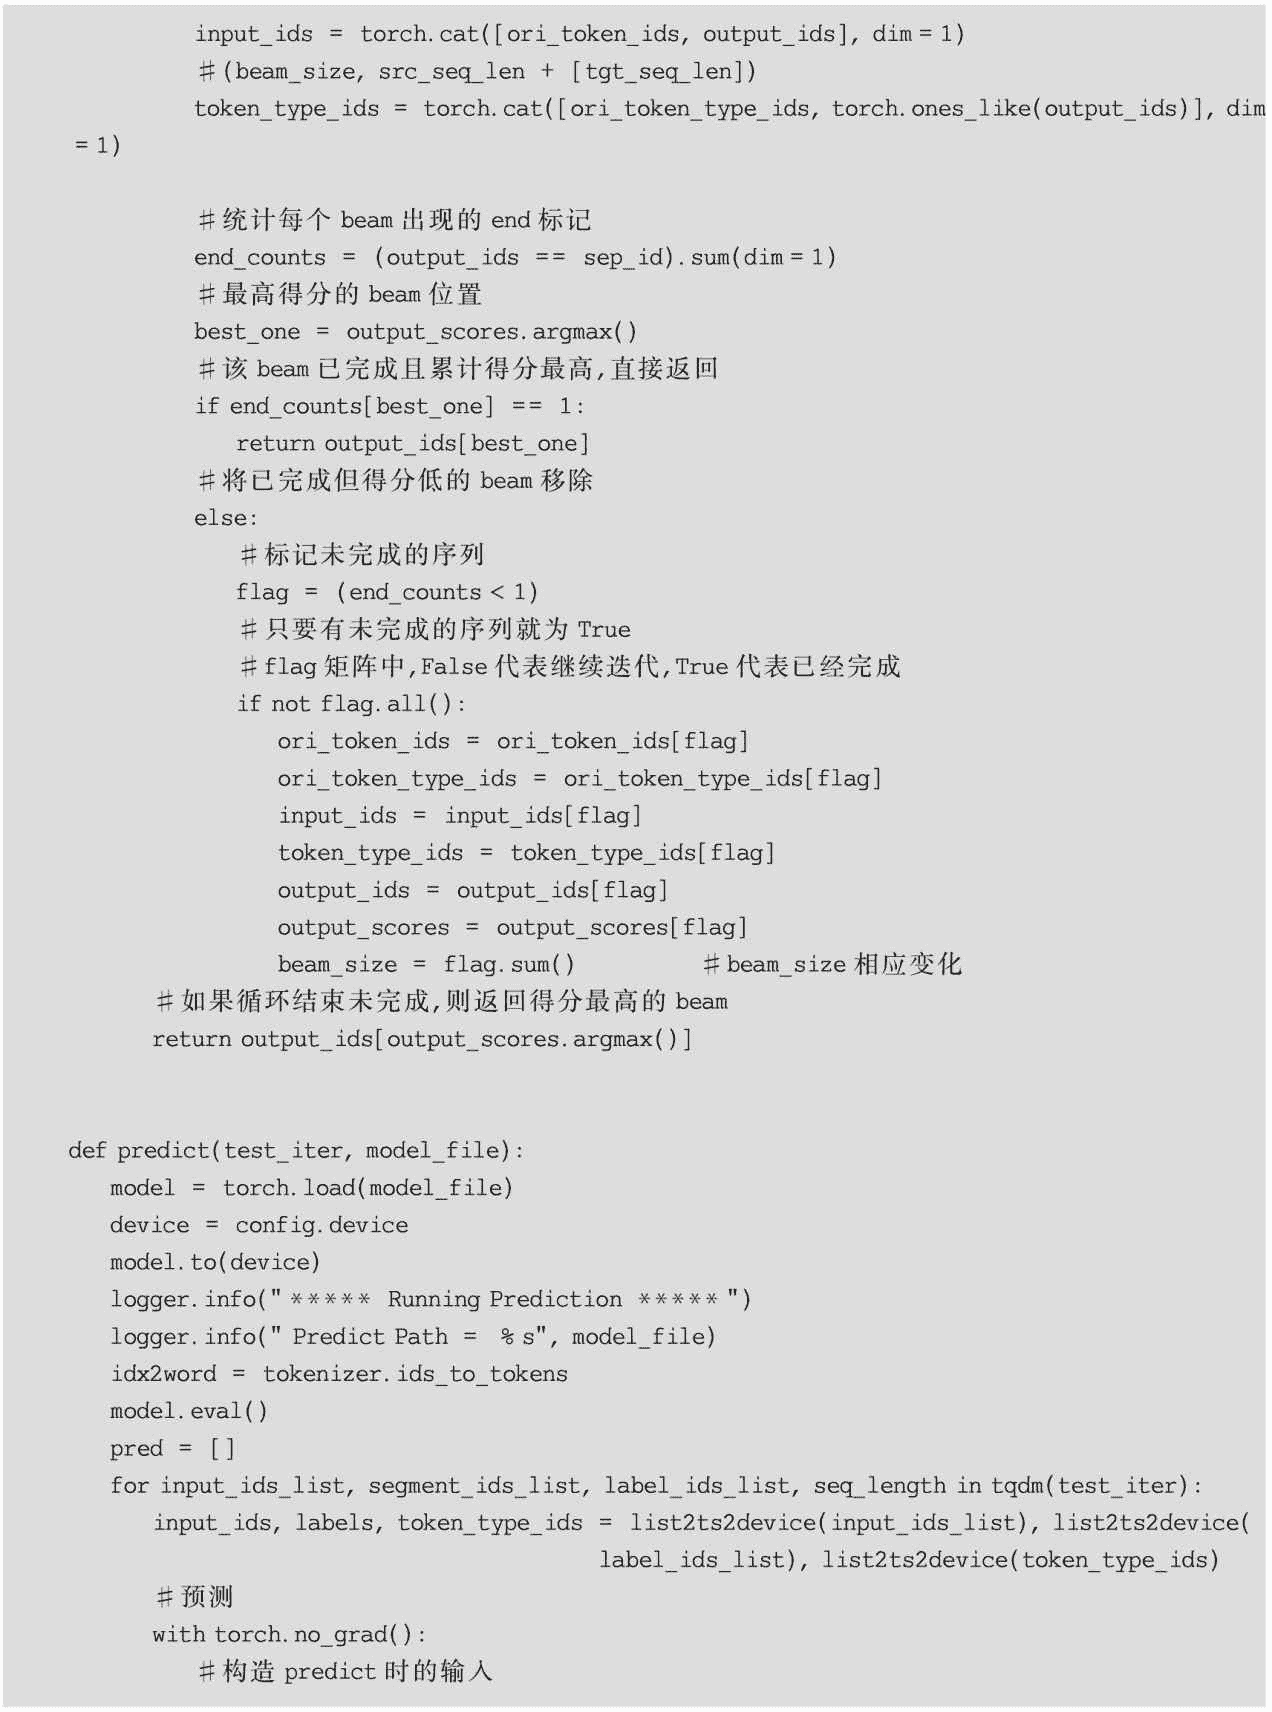 input_ids = torch.cat([ori_token_ids, output_ids], dim = 1)
#(beam_size, src_seq_len + [tgt_seq_len])
token_type_ids = torch.cat([ori_token_type_ids, torch.ones_like(output_ids)], dim
= 1)
#统计每个 beam 出现的 end 标记
end_counts = (output_ids == sep_id).sum(dim = 1)
#最高得分的 beam 位置
best_one = output_scores.argmax()
#该 beam 已完成且累计得分最高,直接返回
if end_counts[best_one] == 1:
return output_ids[best_one]
#将已完成但得分低的 beam 移除
else:
#标记未完成的序列
flag = (end_counts < 1)
#只要有未完成的序列就为 True
#flag 矩阵中,False 代表继续迭代,True 代表已经完成
if not flag.all():
ori_token_ids = ori_token_ids[flag]
ori_token_type_ids = ori_token_type_ids[flag]
input_ids = input_ids[flag]
token_type_ids = token_type_ids[flag]
output_ids = output_ids[flag]
output_scores = output_scores[flag]
beam_size = flag.sum() #beam_size 相应变化
#如果循环结束未完成,则返回得分最高的 beam
return output_ids[output_scores.argmax()]
def predict(test_iter, model_file):
model = torch.load(model_file)
device = config.device
model.to(device)
logger.info(" ***** Running Prediction ***** ")
logger.info(" Predict Path = % s", model_file)
idx2word = tokenizer.ids_to_tokens
model.eval()
pred = []
for input_ids_list, segment_ids_list, label_ids_list, seq_length in tqdm(test_iter):
input_ids, labels, token_type_ids = list2ts2device(input_ids_list), list2ts2device(
label_ids_list), list2ts2device(token_type_ids)
#预测
with torch.no_grad():
#构造 predict 时的输入